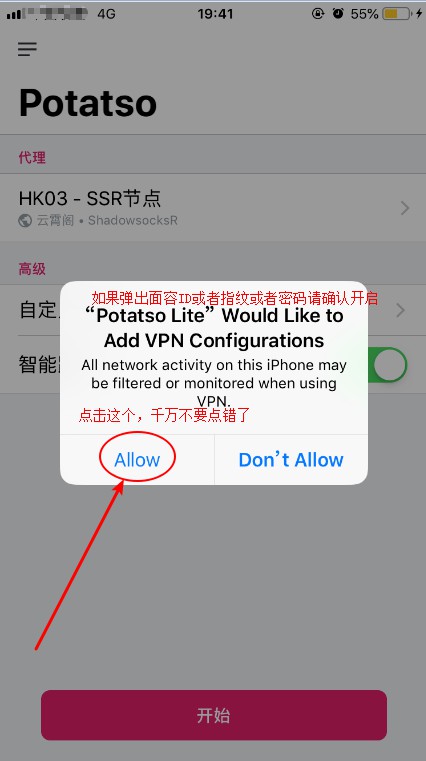 4G 19:41 55%
Potatso
代理
HK03 - SSR节点
云霄阁 • ShadowsocksR
高级
如果弹出面容ID或者指纹或者密码请确认开启
自定
“Potatso Lite” Would Like to
Add VPN Configurations
智能路
All network activity on this iPhone may
be filtered or monitored when using
VPN.
点击这个，千万不要点错了
Allow Don’t Allow
开始